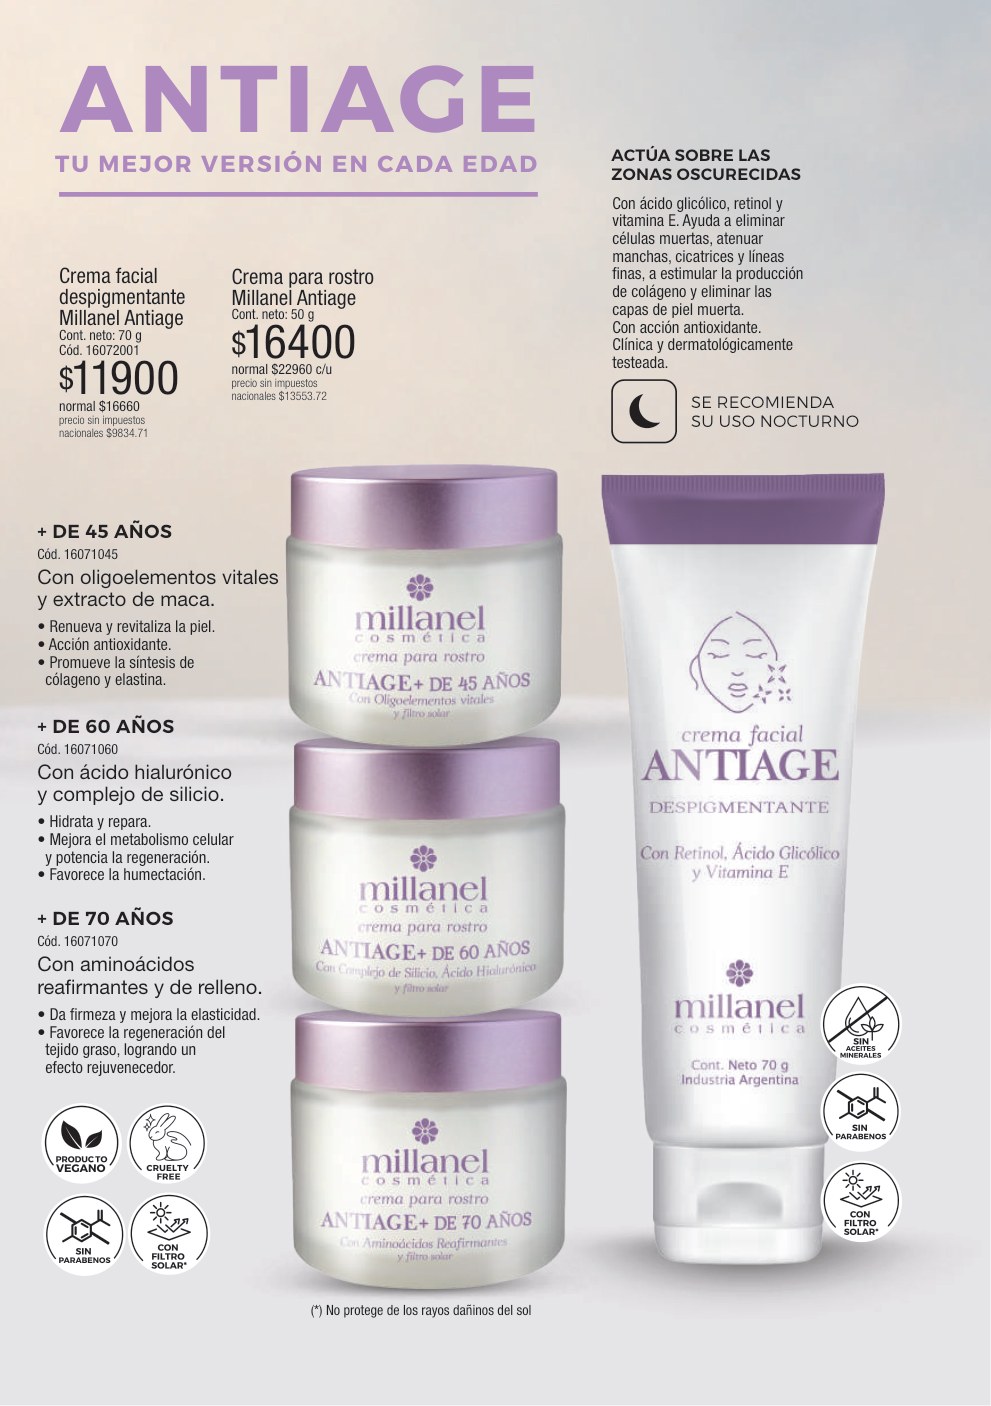 ANTIAGE
TU MEJOR VERSIÓN EN CADA EDAD
Crema facial
despigmentante
Millanel Antiage
Cont. neto: 70 g
Cód. 16072001
$11900
normal $16660
precio sin impuestos
nacionales $9834.71
Crema para rostro
Millanel Antiage
Cont. neto: 50 g
$16400
normal $22960 c/u
precio sin impuestos
nacionales $13553.72
ACTÚA SOBRE LAS
ZONAS OSCURECIDAS
Con ácido glicólico, retinol y
vitamina E. Ayuda a eliminar
células muertas, atenuar
manchas, cicatrices y líneas
finas, a estimular la producción
de colágeno y eliminar las
capas de piel muerta.
Con acción antioxidante.
Clínica y dermatológicamente
testeada.
SE RECOMIENDA
SU USO NOCTURNO
+ DE 45 AÑOS
Cód. 16071045
Con oligoelementos vitales
y extracto de maca.
• Renueva y revitaliza la piel.
• Acción antioxidante.
• Promueve la síntesis de
cólageno y elastina.
+ DE 60 AÑOS
Cód. 16071060
Con ácido hialurónico
y complejo de silicio.
• Hidrata y repara.
• Mejora el metabolismo celular
y potencia la regeneración.
• Favorece la humectación.
+ DE 70 AÑOS
Cód. 16071070
Con aminoácidos
reafirmantes y de relleno.
• Da firmeza y mejora la elasticidad.
• Favorece la regeneración del
tejido graso, logrando un
efecto rejuvenecedor.
PRODUCTO
VEGANO
CRUELTY
FREE
SIN
PARABENOS
CON
FILTRO
SOLAR*
millanel
cosmética
crema para rostro
ANTIAGE+ DE 45 AÑOS
Con Oligoelementos vitales
y filtro solar
millanel
cosmética
crema para rostro
ANTIAGE+ DE 60 AÑOS
Con Complejo de Silicio, Ácido Hialurónico
y filtro solar
millanel
cosmética
crema para rostro
ANTIAGE+ DE 70 AÑOS
Con Aminoácidos Reafirmantes
y filtro solar
crema facial
ANTIAGE
DESPIGMENTANTE
Con Retinol, Ácido Glicólico
y Vitamina E
millanel
cosmética
Cont. Neto 70 g
Industria Argentina
SIN
ACEITES
MINERALES
SIN
PARABENOS
CON
FILTRO
SOLAR*
(*) No protege de los rayos dañinos del sol